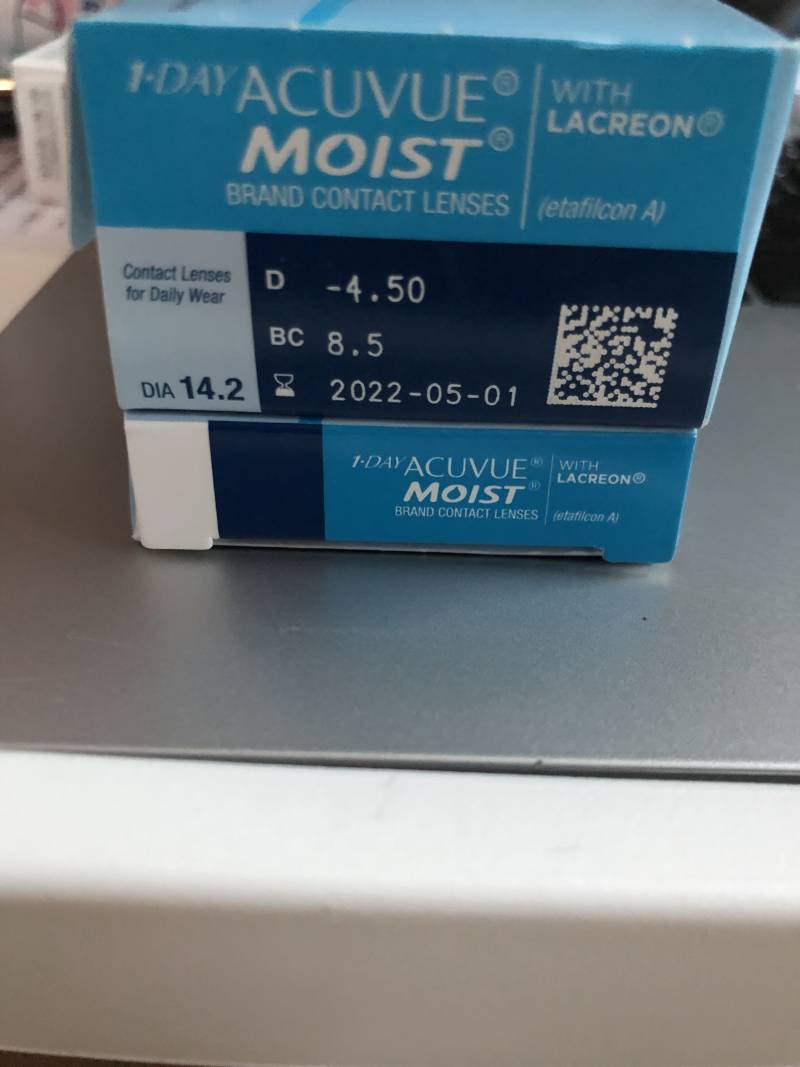 1·DAY ACUVUE® MOIST®
BRAND CONTACT LENSES
WITH
LACREON®
(etafilcon A)
Contact Lenses
for Daily Wear
DIA 14.2
D -4.50
BC 8.5
2022-05-01
1·DAY ACUVUE®
MOIST®
BRAND CONTACT LENSES
WITH
LACREON®
(etafilcon A)